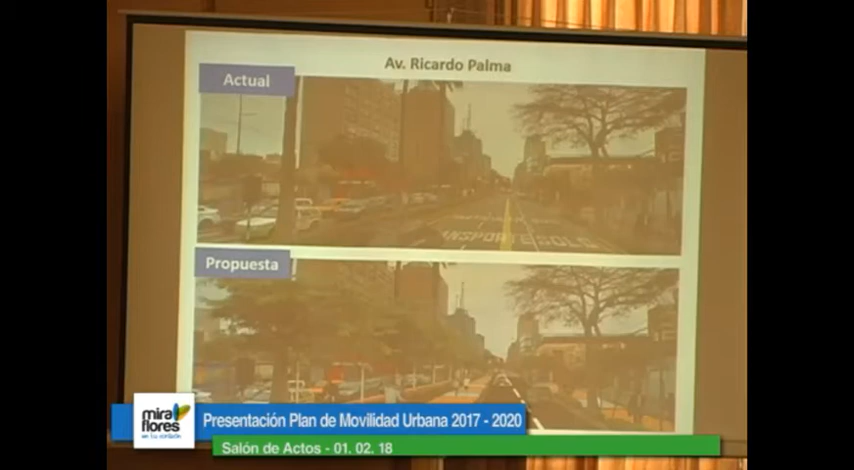 Av. Ricardo Palma
Actual
Propuesta
mira
flores
Presentación Plan de Movilidad Urbana 2017 - 2020
Salón de Actos - 01. 02. 18